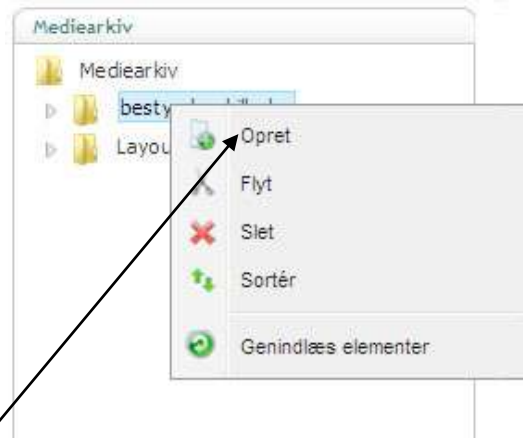 Mediearkiv
Mediearkiv
Opret
Flyt
Slet
Sortér
Genindlæs elementer